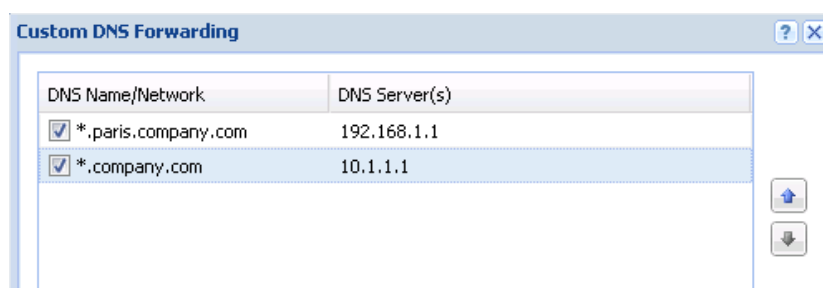 Custom DNS Forwarding ?
DNS Name/Network DNS Server(s)
*.paris.company.com 192.168.1.1
*.company.com 10.1.1.1